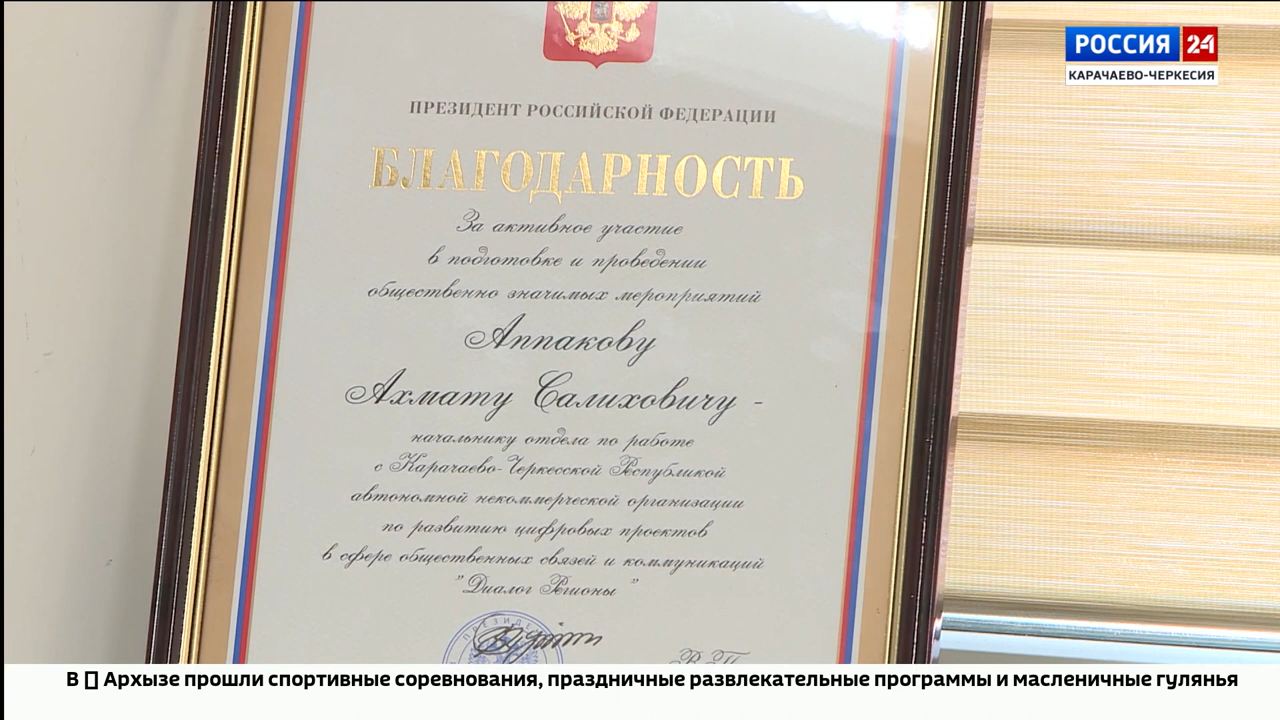 РОССИЯ 24
КАРАЧАЕВО-ЧЕРКЕСИЯ
ПРЕЗИДЕНТ РОССИЙСКОЙ ФЕДЕРАЦИИ
БЛАГОДАРНОСТЬ
За активное участие
в подготовке и проведении
общественно значимых мероприятий
Аппакову
Ахмату Салиховичу -
начальнику отдела по работе
с Карачаево-Черкесской Республикой
автономной некоммерческой организации
по развитию цифровых проектов
в сфере общественных связей и коммуникаций
"Диалог Регионы"
В Архызе прошли спортивные соревнования, праздничные развлекательные программы и масленичные гулянья